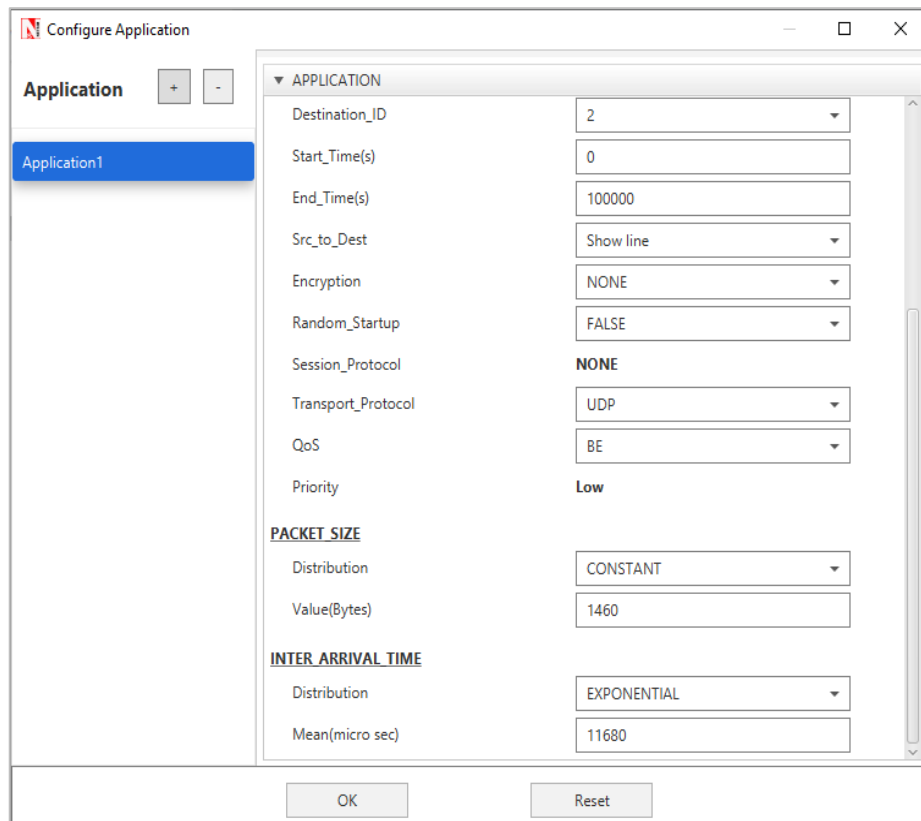 Configure Application
Application + -
Application1
APPLICATION
Destination_ID 2
Start_Time(s) 0
End_Time(s) 100000
Src_to_Dest Show line
Encryption NONE
Random_Startup FALSE
Session_Protocol NONE
Transport_Protocol UDP
QoS BE
Priority Low
PACKET_SIZE
Distribution CONSTANT
Value(Bytes) 1460
INTER_ARRIVAL_TIME
Distribution EXPONENTIAL
Mean(micro sec) 11680
OK Reset